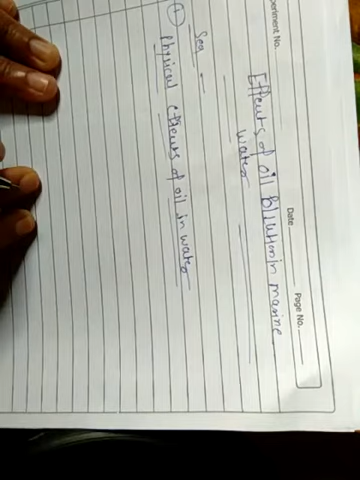 Experiment No.
Date
Page No.
Effects of oil Pollution in marine
water
Sea -
① Physical effects of oil in water